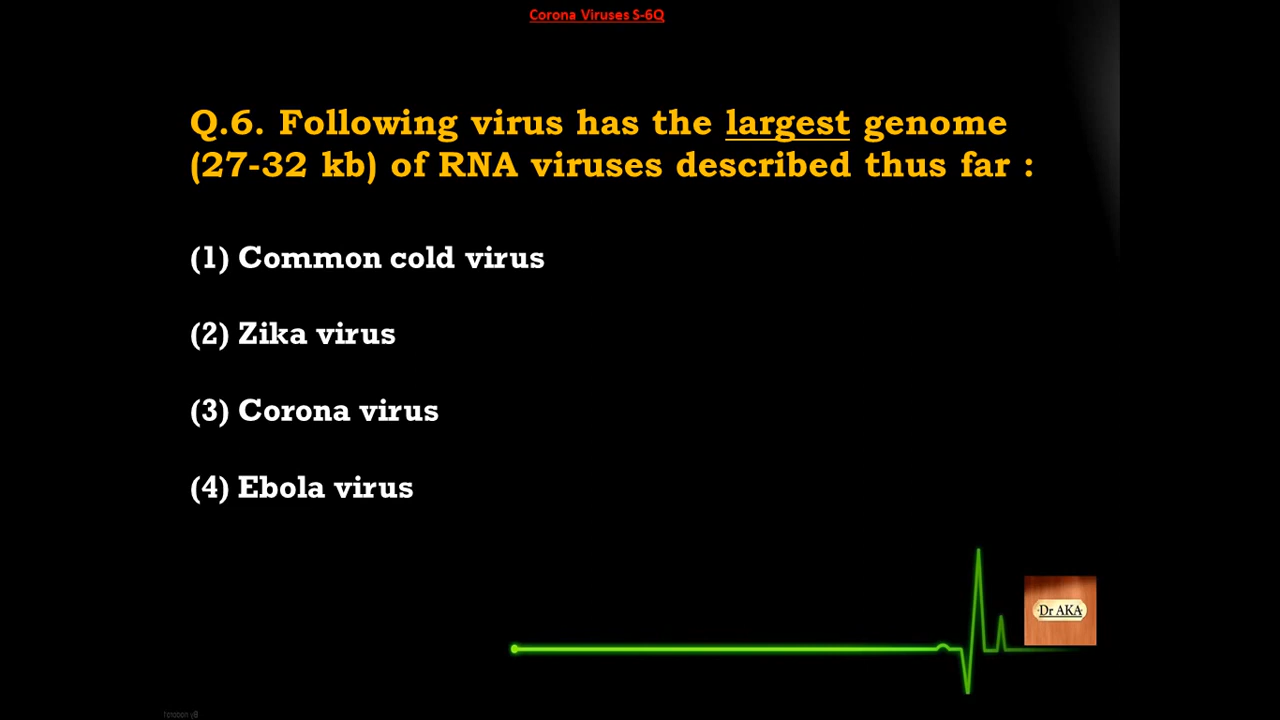 Corona Viruses S-6Q
Q.6. Following virus has the largest genome
(27-32 kb) of RNA viruses described thus far :
(1) Common cold virus
(2) Zika virus
(3) Corona virus
(4) Ebola virus
Dr AKA